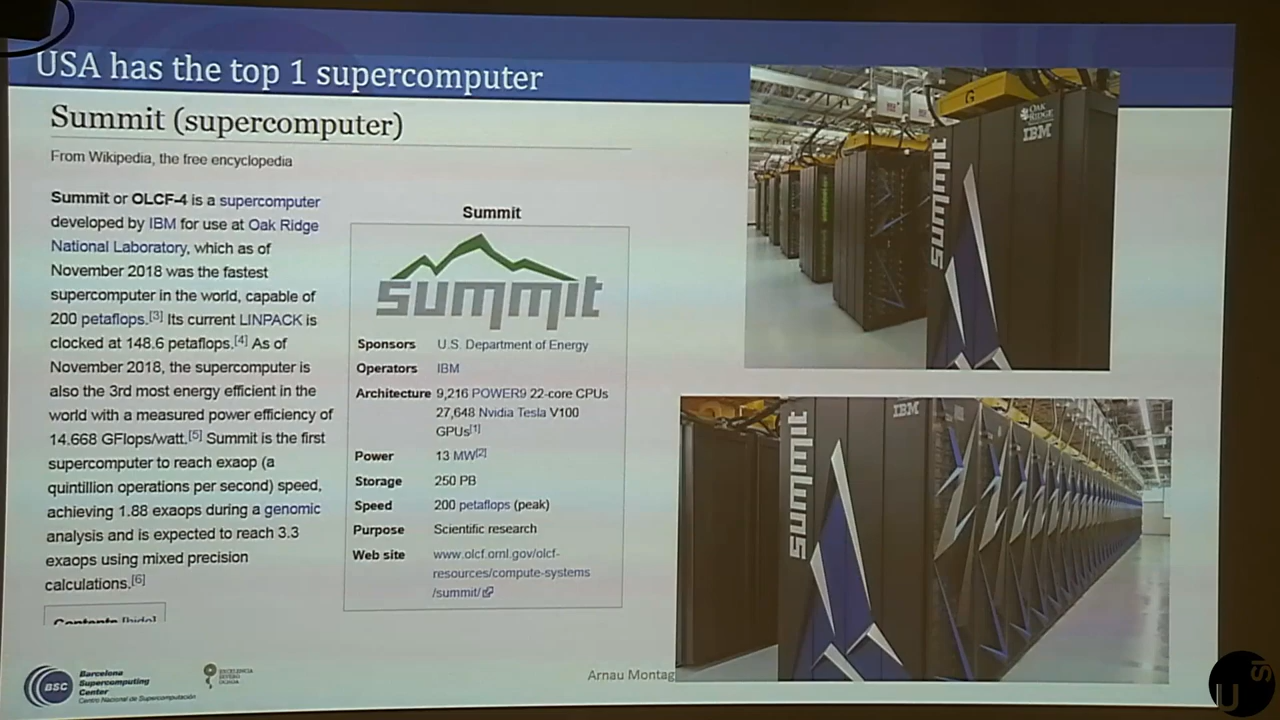 USA has the top 1 supercomputer
Summit (supercomputer)
From Wikipedia, the free encyclopedia
Summit or OLCF-4 is a supercomputer
developed by IBM for use at Oak Ridge
National Laboratory, which as of
November 2018 was the fastest
supercomputer in the world, capable of
200 petaflops.[3] Its current LINPACK is
clocked at 148.6 petaflops.[4] As of
November 2018, the supercomputer is
also the 3rd most energy efficient in the
world with a measured power efficiency of
14.668 GFlops/watt.[5] Summit is the first
supercomputer to reach exaop (a
quintillion operations per second) speed,
achieving 1.88 exaops during a genomic
analysis and is expected to reach 3.3
exaops using mixed precision
calculations.[6]
Contents [hide]
Summit
summit
Sponsors U.S. Department of Energy
Operators IBM
Architecture 9,216 POWER9 22-core CPUs
27,648 Nvidia Tesla V100
GPUs[1]
Power 13 MW[2]
Storage 250 PB
Speed 200 petaflops (peak)
Purpose Scientific research
Web site www.olcf.ornl.gov/olcf-
resources/compute-systems
/summit/
G
OAK
RIDGE
IBM
summit
IBM
summit
BSC
Barcelona
Supercomputing
Center
Centro Nacional de Supercomputación
EXCELENCIA
SEVERO
OCHOA
Arnau Montag
U
ST